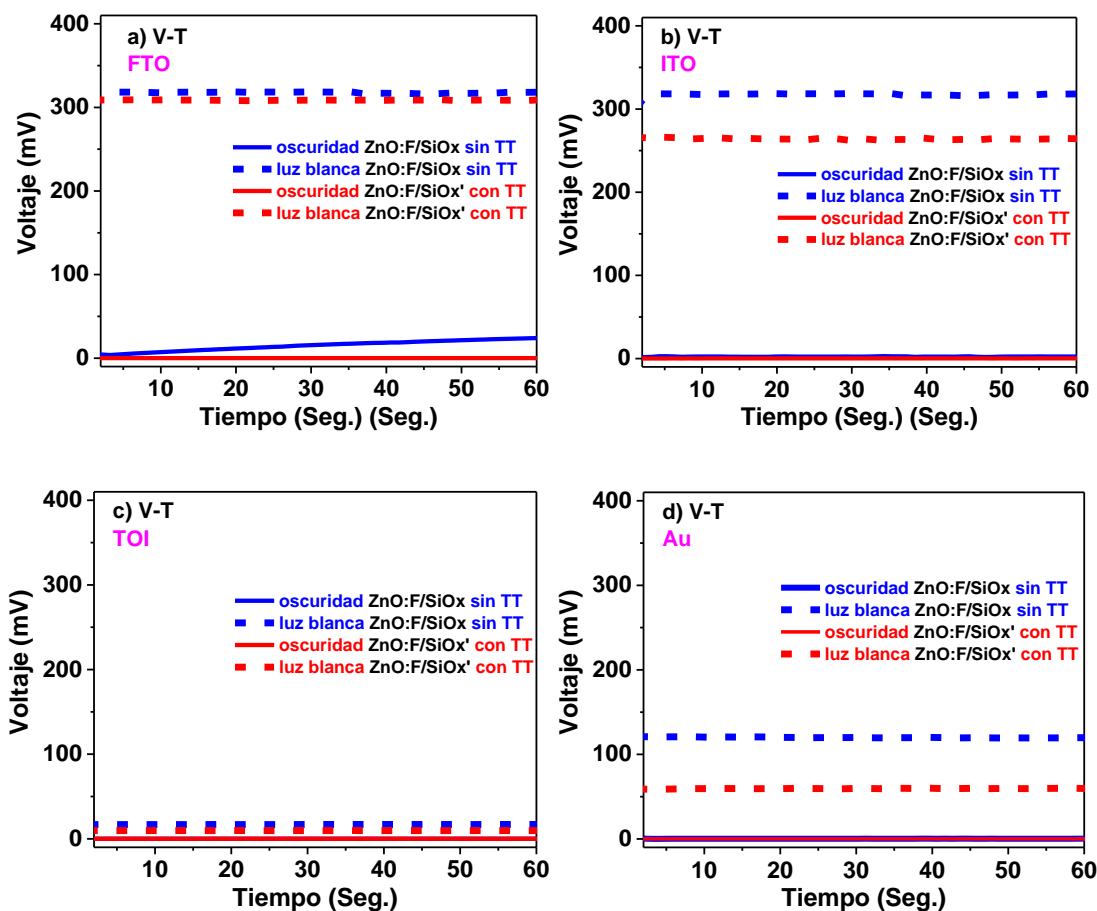 a) V-T
FTO
400
300
200
100
0
Voltaje (mV)
oscuridad ZnO:F/SiOx sin TT
luz blanca ZnO:F/SiOx sin TT
oscuridad ZnO:F/SiOx' con TT
luz blanca ZnO:F/SiOx' con TT
10 20 30 40 50 60
Tiempo (Seg.) (Seg.)
b) V-T
ITO
400
300
200
100
0
Voltaje (mV)
oscuridad ZnO:F/SiOx sin TT
luz blanca ZnO:F/SiOx sin TT
oscuridad ZnO:F/SiOx' con TT
luz blanca ZnO:F/SiOx' con TT
10 20 30 40 50 60
Tiempo (Seg.) (Seg.)
c) V-T
TOI
400
300
200
100
0
Voltaje (mV)
oscuridad ZnO:F/SiOx sin TT
luz blanca ZnO:F/SiOx sin TT
oscuridad ZnO:F/SiOx' con TT
luz blanca ZnO:F/SiOx' con TT
10 20 30 40 50 60
Tiempo (Seg.)
d) V-T
Au
400
300
200
100
0
Voltaje (mV)
oscuridad ZnO:F/SiOx sin TT
luz blanca ZnO:F/SiOx sin TT
oscuridad ZnO:F/SiOx' con TT
luz blanca ZnO:F/SiOx' con TT
10 20 30 40 50 60
Tiempo (Seg.)